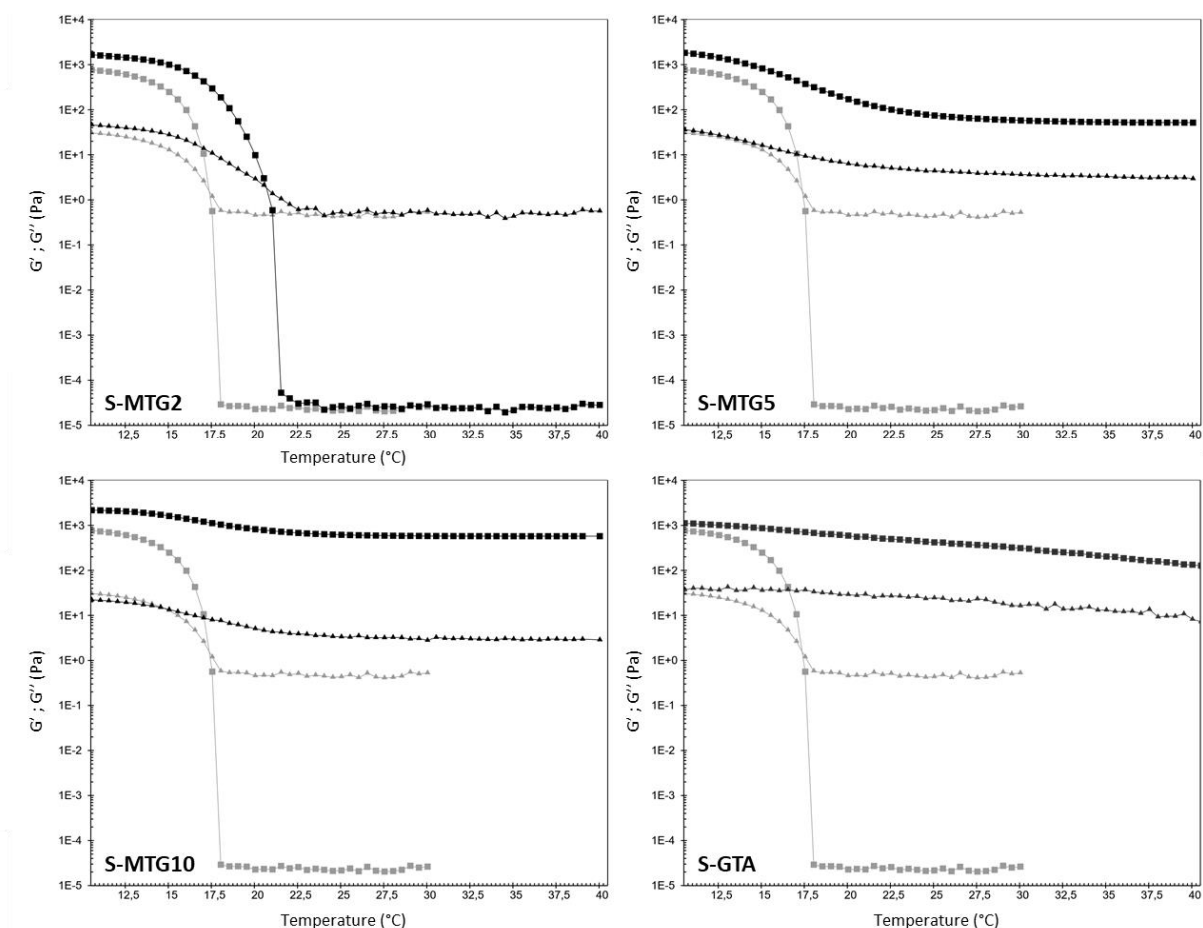 1E+4
1E+3
1E+2
1E+1
1E+0
1E-1
1E-2
1E-3
1E-4
1E-5
G′ ; G′′ (Pa)
S-MTG2
12,5 15 17,5 20 22,5 25 27,5 30 32,5 35 37,5 40
Temperature (°C)
1E+4
1E+3
1E+2
1E+1
1E+0
1E-1
1E-2
1E-3
1E-4
1E-5
G′ ; G′′ (Pa)
S-MTG5
12,5 15 17,5 20 22,5 25 27,5 30 32,5 35 37,5 40
1E+4
1E+3
1E+2
1E+1
1E+0
1E-1
1E-2
1E-3
1E-4
1E-5
G′ ; G′′ (Pa)
S-MTG10
12,5 15 17,5 20 22,5 25 27,5 30 32,5 35 37,5 40
Temperature (°C)
1E+4
1E+3
1E+2
1E+1
1E+0
1E-1
1E-2
1E-3
1E-4
1E-5
G′ ; G′′ (Pa)
S-GTA
12,5 15 17,5 20 22,5 25 27,5 30 32,5 35 37,5 40
Temperature (°C)